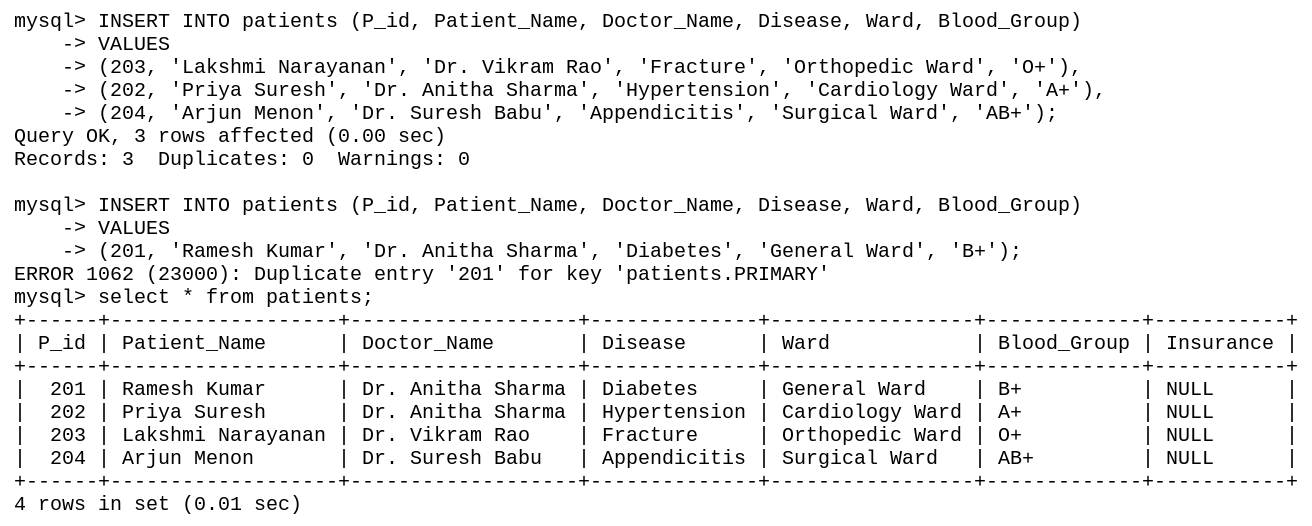 mysql> INSERT INTO patients (P_id, Patient_Name, Doctor_Name, Disease, Ward, Blood_Group)
    -> VALUES
    -> (203, 'Lakshmi Narayanan', 'Dr. Vikram Rao', 'Fracture', 'Orthopedic Ward', 'O+'),
    -> (202, 'Priya Suresh', 'Dr. Anitha Sharma', 'Hypertension', 'Cardiology Ward', 'A+'),
    -> (204, 'Arjun Menon', 'Dr. Suresh Babu', 'Appendicitis', 'Surgical Ward', 'AB+');
Query OK, 3 rows affected (0.00 sec)
Records: 3  Duplicates: 0  Warnings: 0

mysql> INSERT INTO patients (P_id, Patient_Name, Doctor_Name, Disease, Ward, Blood_Group)
    -> VALUES
    -> (201, 'Ramesh Kumar', 'Dr. Anitha Sharma', 'Diabetes', 'General Ward', 'B+');
ERROR 1062 (23000): Duplicate entry '201' for key 'patients.PRIMARY'
mysql> select * from patients;
+------+-------------------+-------------------+--------------+-----------------+-------------+-----------+
| P_id | Patient_Name      | Doctor_Name       | Disease      | Ward            | Blood_Group | Insurance |
+------+-------------------+-------------------+--------------+-----------------+-------------+-----------+
|  201 | Ramesh Kumar      | Dr. Anitha Sharma | Diabetes     | General Ward    | B+          | NULL      |
|  202 | Priya Suresh      | Dr. Anitha Sharma | Hypertension | Cardiology Ward | A+          | NULL      |
|  203 | Lakshmi Narayanan | Dr. Vikram Rao    | Fracture     | Orthopedic Ward | O+          | NULL      |
|  204 | Arjun Menon       | Dr. Suresh Babu   | Appendicitis | Surgical Ward   | AB+         | NULL      |
+------+-------------------+-------------------+--------------+-----------------+-------------+-----------+
4 rows in set (0.01 sec)